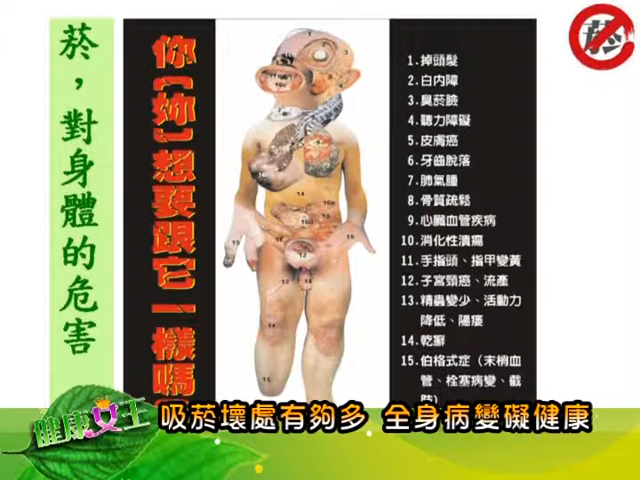 菸，對身體的危害
你【妳】想要跟它一樣嗎
菸
1.掉頭髮
2.白內障
3.臭菸臉
4.聽力障礙
5.皮膚癌
6.牙齒脫落
7.肺氣腫
8.骨質疏鬆
9.心臟血管疾病
10.消化性潰瘍
11.手指頭、指甲變黃
12.子宮頸癌、流產
13.精蟲變少、活動力
降低、陽痿
14.乾癬
15.伯格式症（末梢血
管、栓塞病變、截
肢）
健康女王
吸菸壞處有夠多 全身病變礙健康